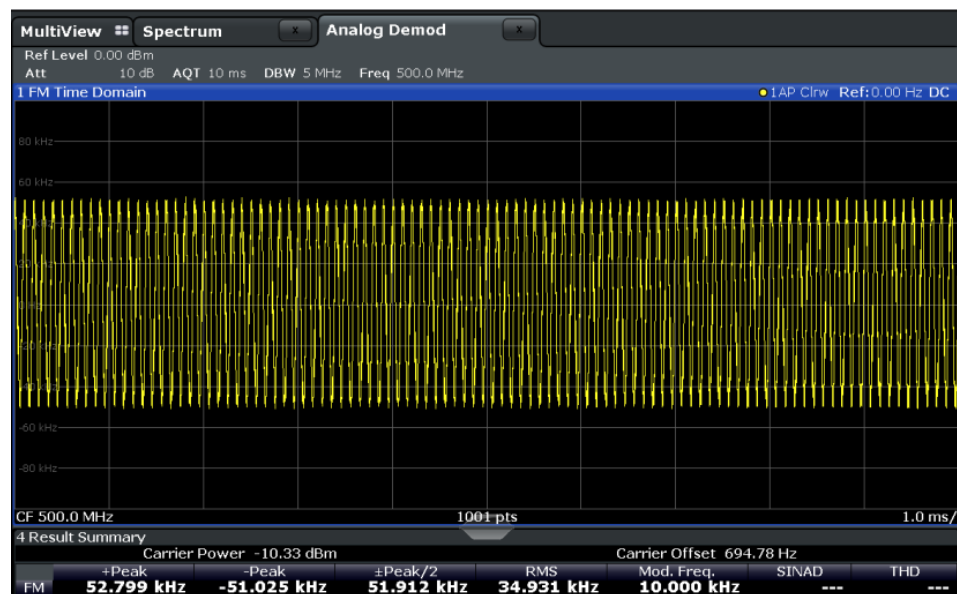 MultiView Spectrum x Analog Demod x
Ref Level 0.00 dBm
Att 10 dB AQT 10 ms DBW 5 MHz Freq 500.0 MHz
1 FM Time Domain 1AP Clrw Ref: 0.00 Hz DC
80 kHz
60 kHz
-60 kHz
-80 kHz
CF 500.0 MHz 1001 pts 1.0 ms/
4 Result Summary
Carrier Power -10.33 dBm Carrier Offset 694.78 Hz
+Peak -Peak ±Peak/2 RMS Mod. Freq. SINAD THD
FM 52.799 kHz -51.025 kHz 51.912 kHz 34.931 kHz 10.000 kHz --- ---